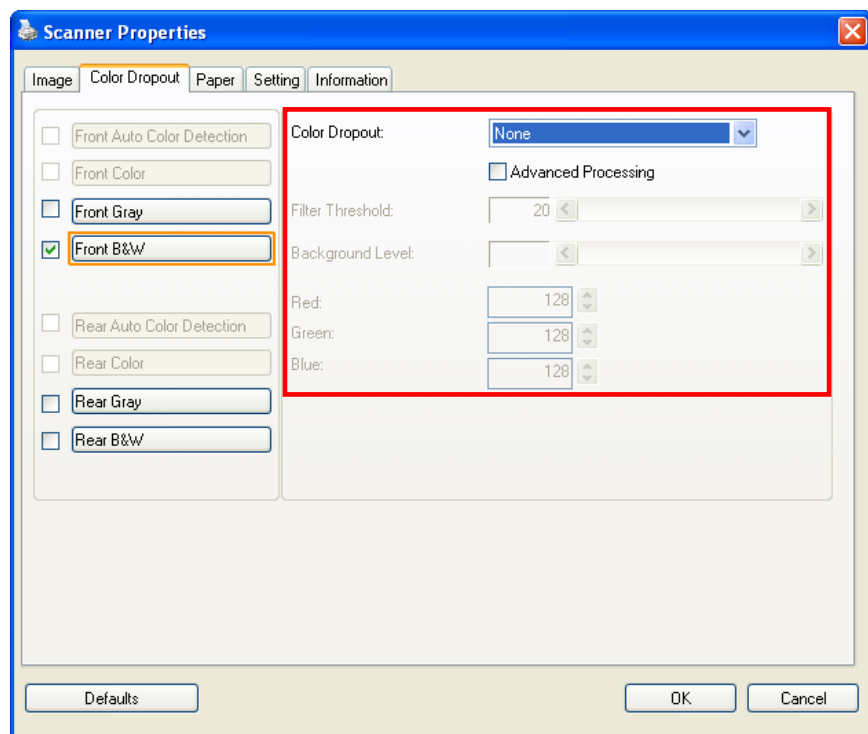 Scanner Properties
Image Color Dropout Paper Setting Information
Front Auto Color Detection
Front Color
Front Gray
Front B&W
Rear Auto Color Detection
Rear Color
Rear Gray
Rear B&W
Color Dropout: None
Advanced Processing
Filter Threshold: 20
Background Level:
Red: 128
Green: 128
Blue: 128
Defaults OK Cancel